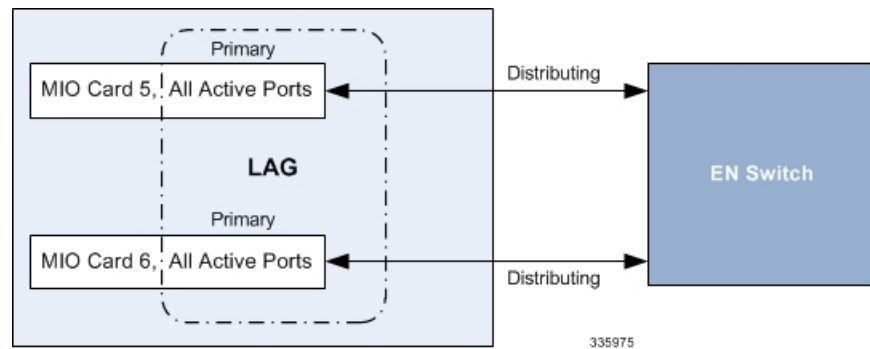 Primary
MIO Card 5, All Active Ports
Distributing
LAG
EN Switch
Primary
MIO Card 6, All Active Ports
Distributing
335975